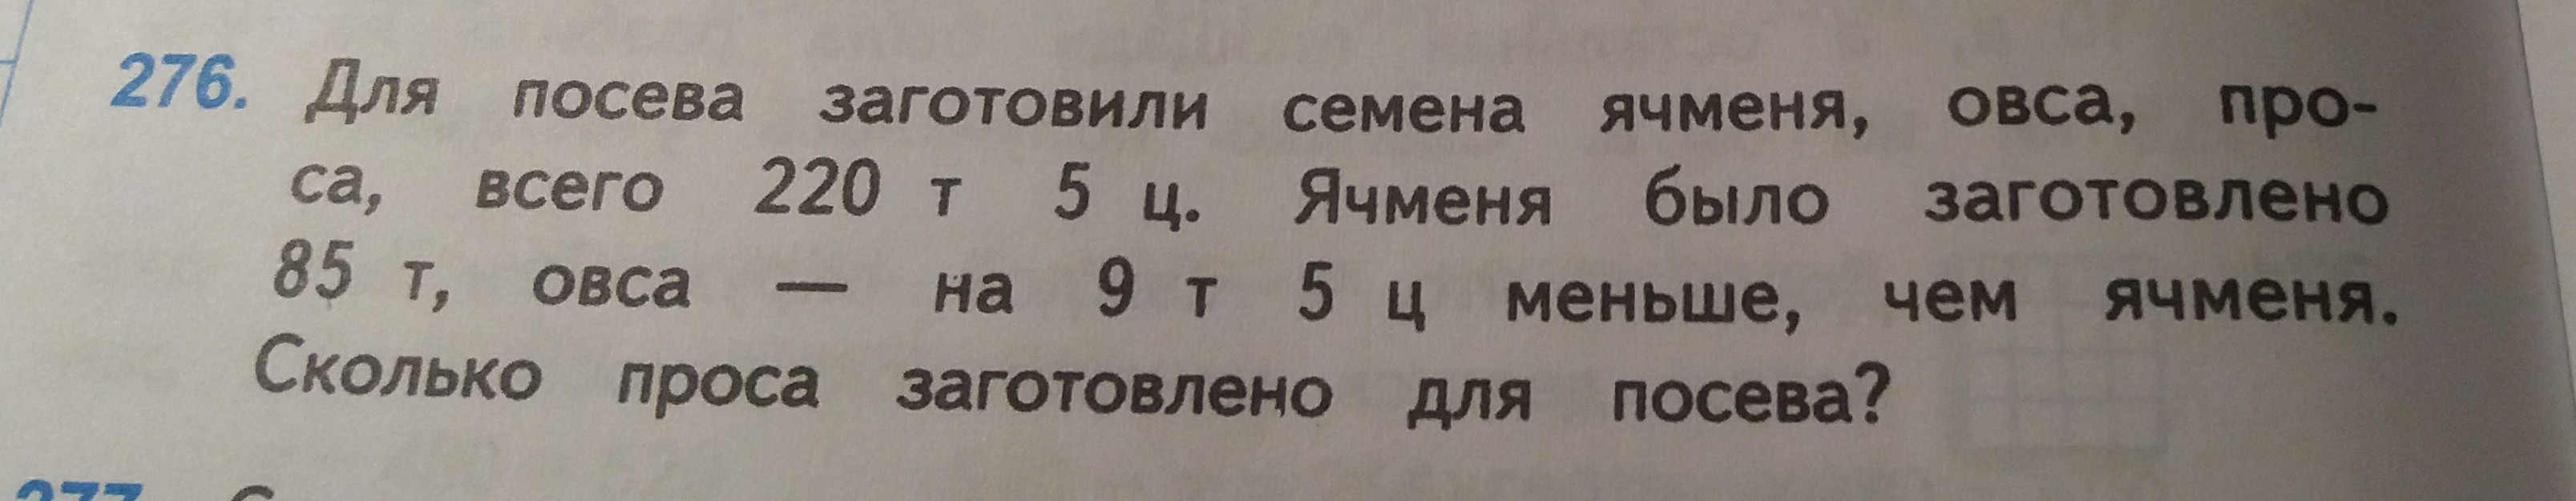 276. Для посева заготовили семена ячменя, овса, про-
са, всего 220 т 5 ц. Ячменя было заготовлено
85 т, овса — на 9 т 5 ц меньше, чем ячменя.
Сколько проса заготовлено для посева?
277. С